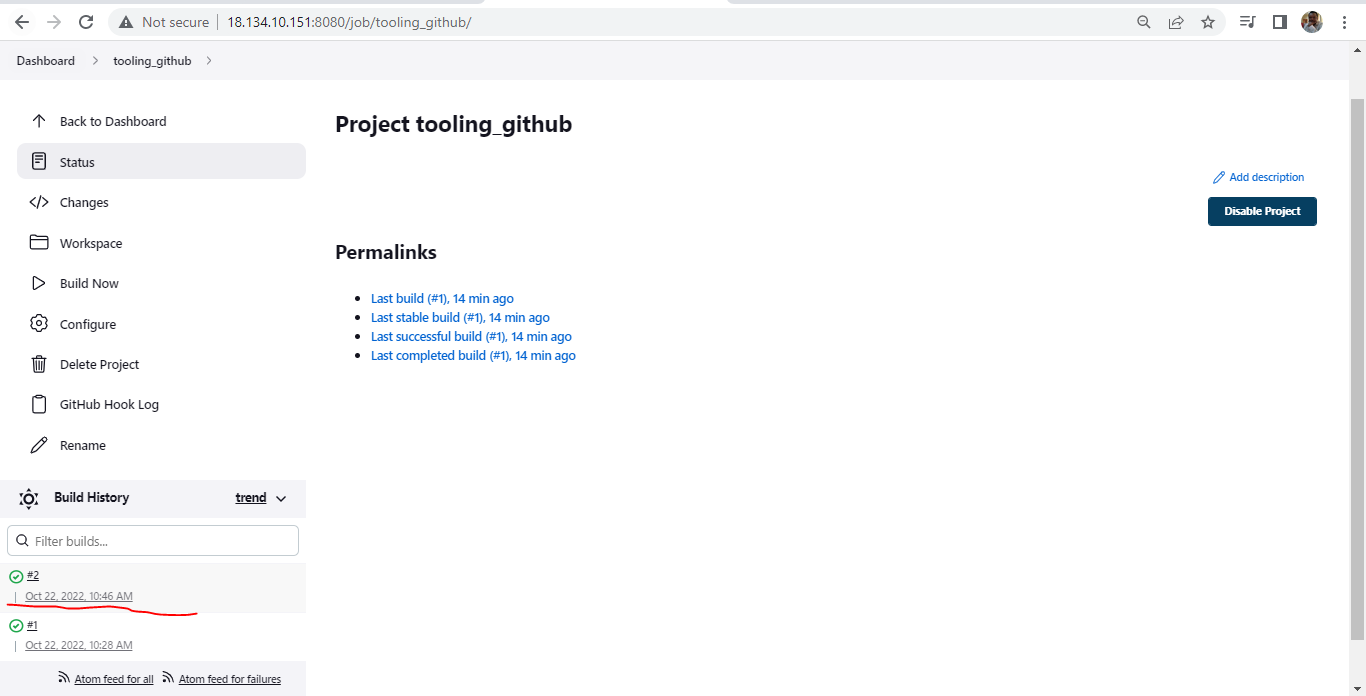 Not secure 18.134.10.151:8080/job/tooling_github/
Dashboard tooling_github
Back to Dashboard
Status
Changes
Workspace
Build Now
Configure
Delete Project
GitHub Hook Log
Rename
Build History trend
Filter builds...
#2
Oct 22, 2022, 10:46 AM
#1
Oct 22, 2022, 10:28 AM
Atom feed for all Atom feed for failures
Project tooling_github
Add description
Disable Project
Permalinks
Last build (#1), 14 min ago
Last stable build (#1), 14 min ago
Last successful build (#1), 14 min ago
Last completed build (#1), 14 min ago